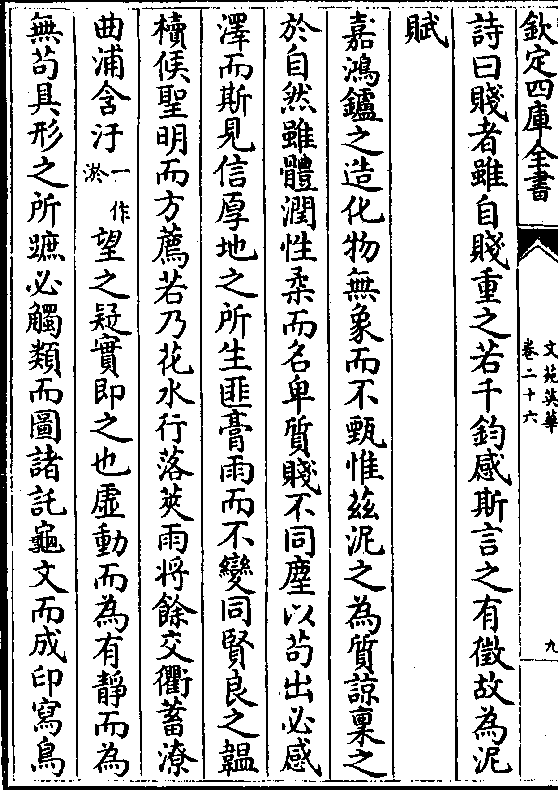 欽定四庫全書
文苑英華
卷二十六
九
詩曰賤者雖自賤重之若千鈞感斯言之有徵故為泥
賦
嘉鴻鑪之造化物無象而不甄惟茲泥之為質諒稟之
於自然雖體潤性柔而名卑質賤不同塵以茍出必感
澤而斯見信厚地之所生匪膏雨而不變同賢良之韞
櫝候聖明而方薦若乃花水行落莢雨將餘交衢蓄潦
曲浦含汙一作淤望之疑實即之也虛動而為有靜而為
無茍具形之所蹠必觸類而圖諸託龜文而成印寫鳥